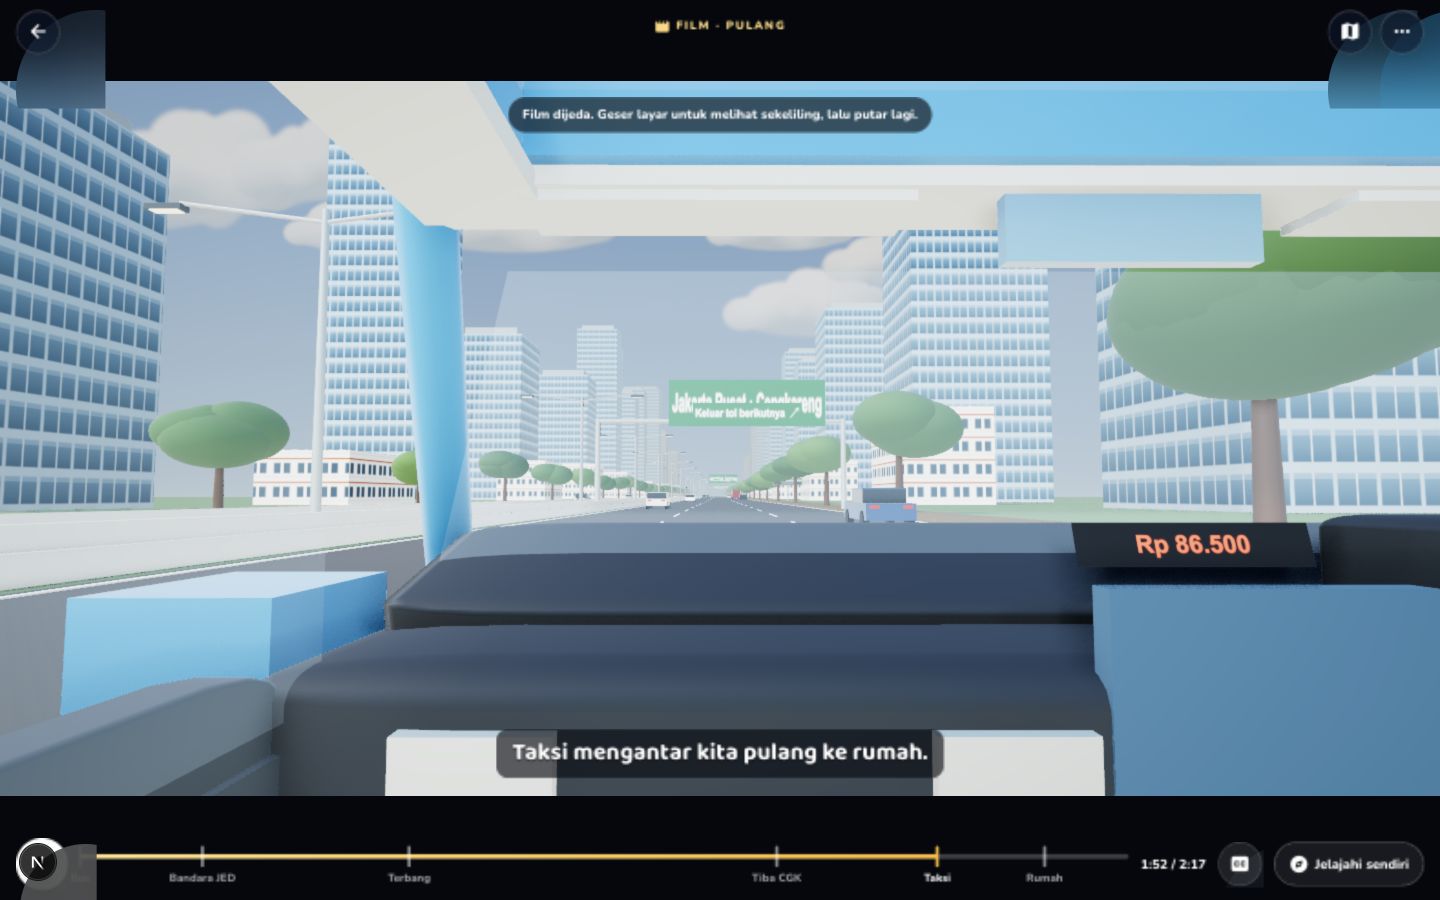 FILM - PULANG
Film dijeda. Geser layar untuk melihat sekeliling, lalu putar lagi.
Keluar tol berikutnya ↗
Rp 86.500
Taksi mengantar kita pulang ke rumah.
N
Bandara JED
Terbang
Tiba CGK
Taksi
Rumah
1:52 / 2:17
CC
Jelajahi sendiri